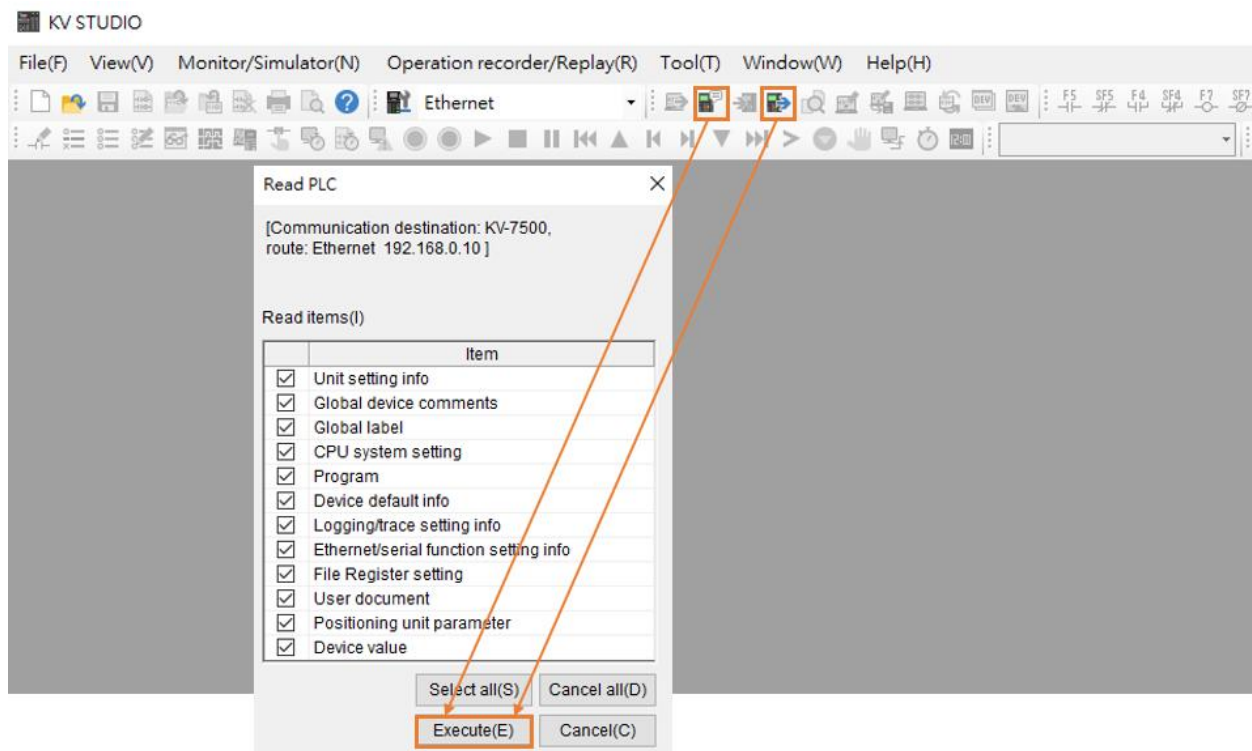 KV STUDIO
File(F) View(V) Monitor/Simulator(N) Operation recorder/Replay(R) Tool(T) Window(W) Help(H)
Ethernet
F5 SF5 F4 SF4 F7 SF7
Read PLC
[Communication destination: KV-7500,
route: Ethernet 192.168.0.10 ]
Read items(I)
Item
Unit setting info
Global device comments
Global label
CPU system setting
Program
Device default info
Logging/trace setting info
Ethernet/serial function setting info
File Register setting
User document
Positioning unit parameter
Device value
Select all(S) Cancel all(D)
Execute(E) Cancel(C)